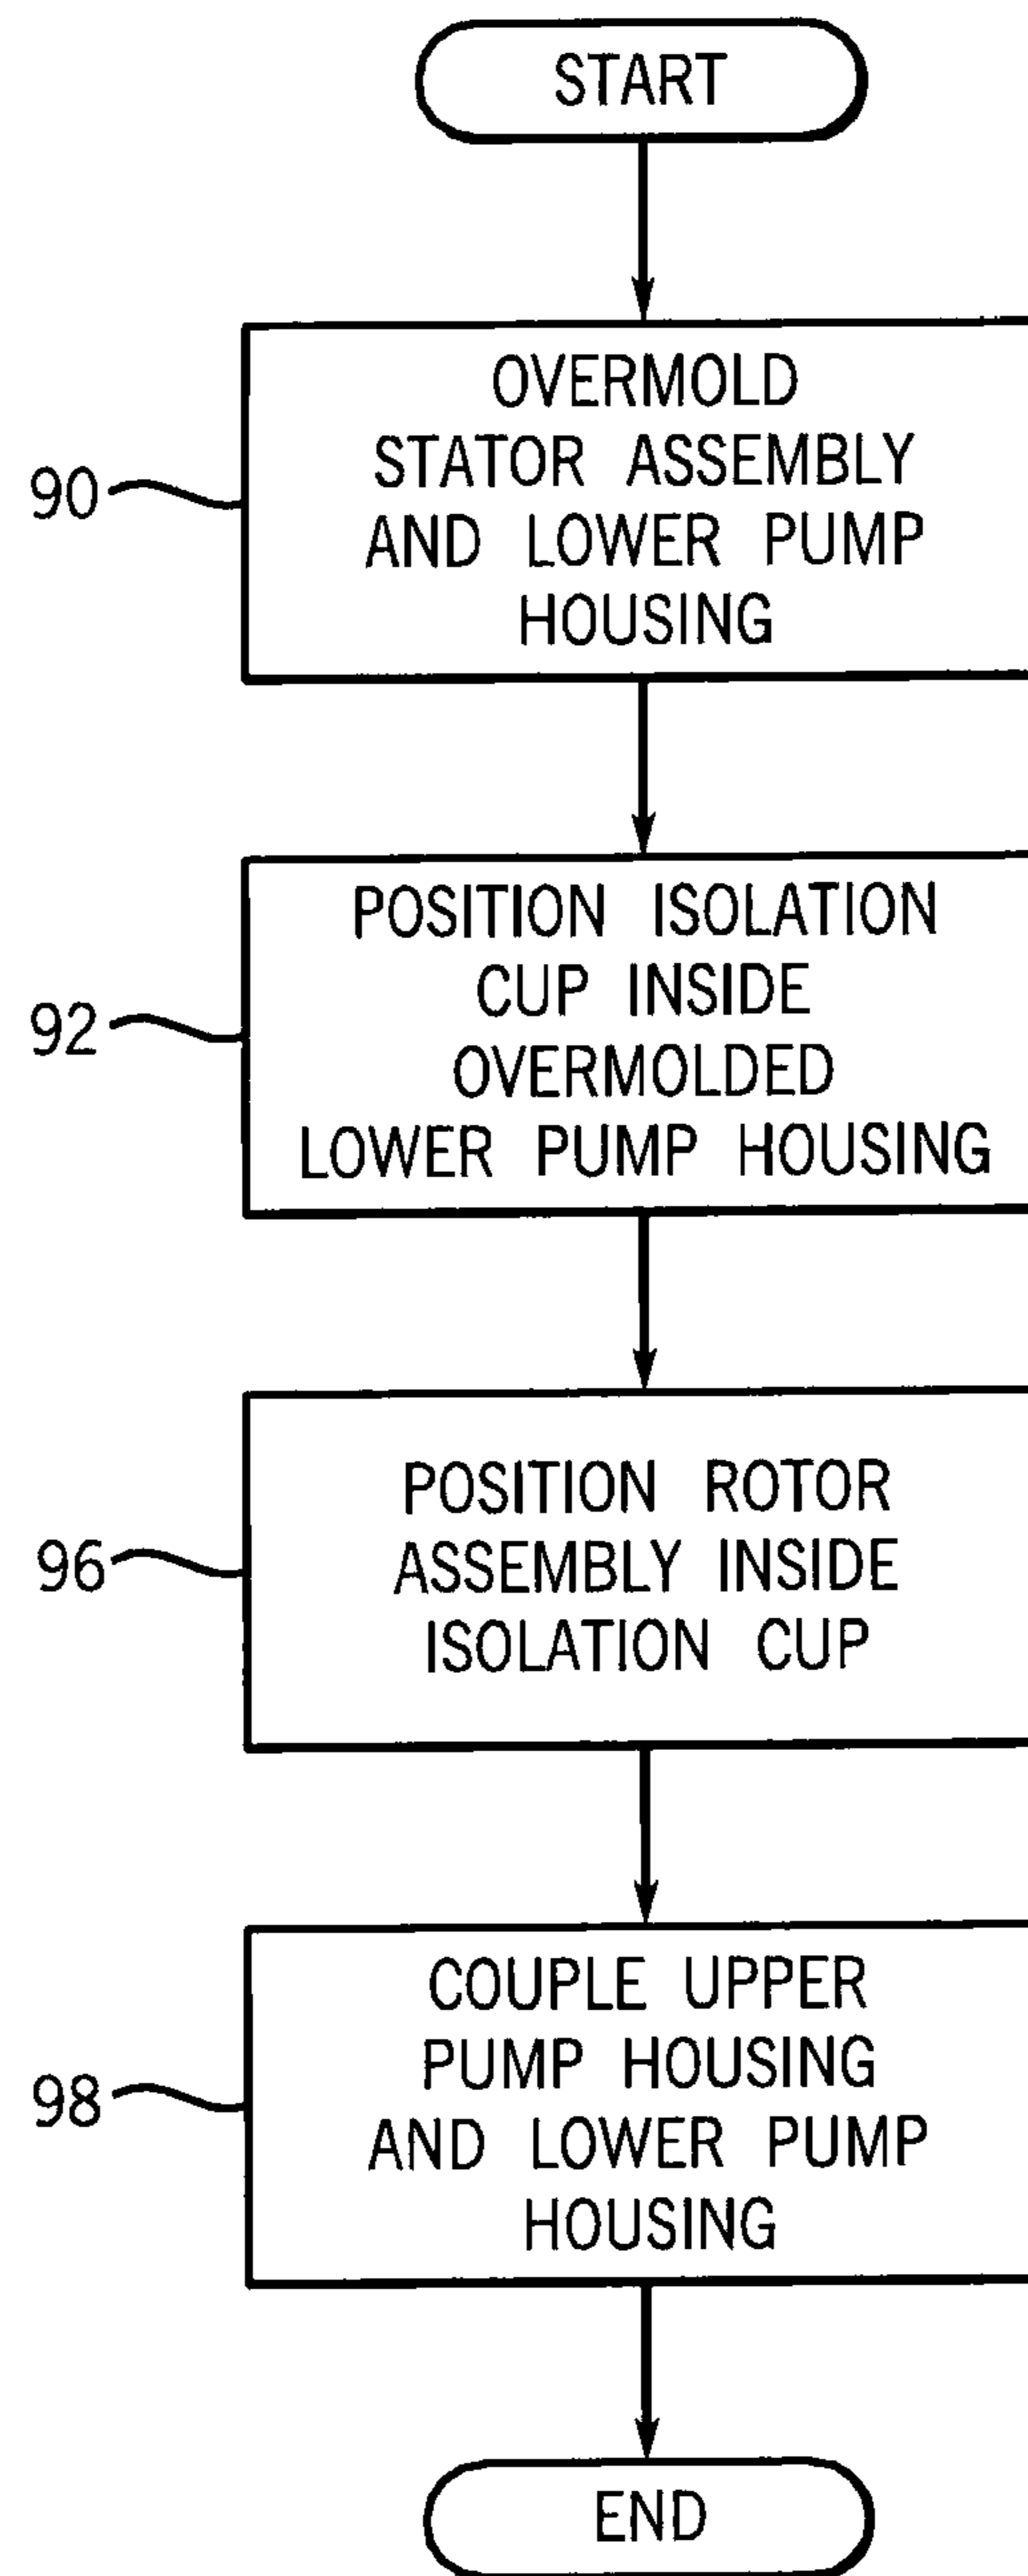 START
OVERMOLD
STATOR ASSEMBLY
AND LOWER PUMP
HOUSING
90
POSITION ISOLATION
CUP INSIDE
OVERMOLDED
LOWER PUMP HOUSING
92
POSITION ROTOR
ASSEMBLY INSIDE
ISOLATION CUP
96
COUPLE UPPER
PUMP HOUSING
AND LOWER PUMP
HOUSING
98
END